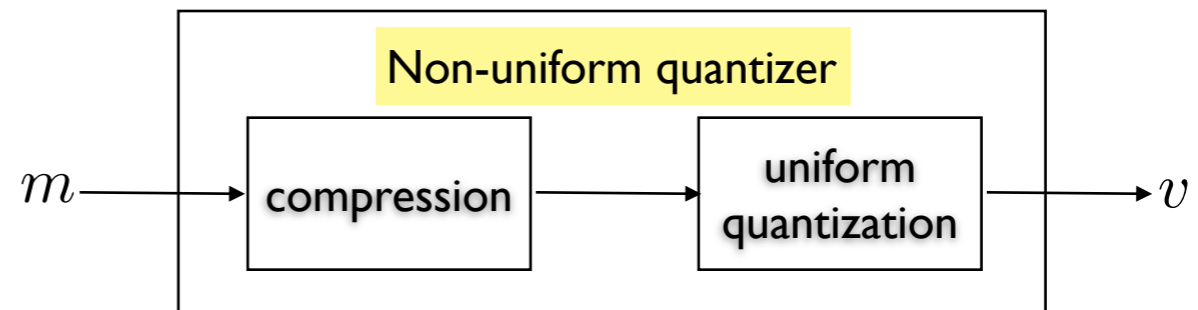 Non-uniform quantizer
m
compression
uniform
quantization
v